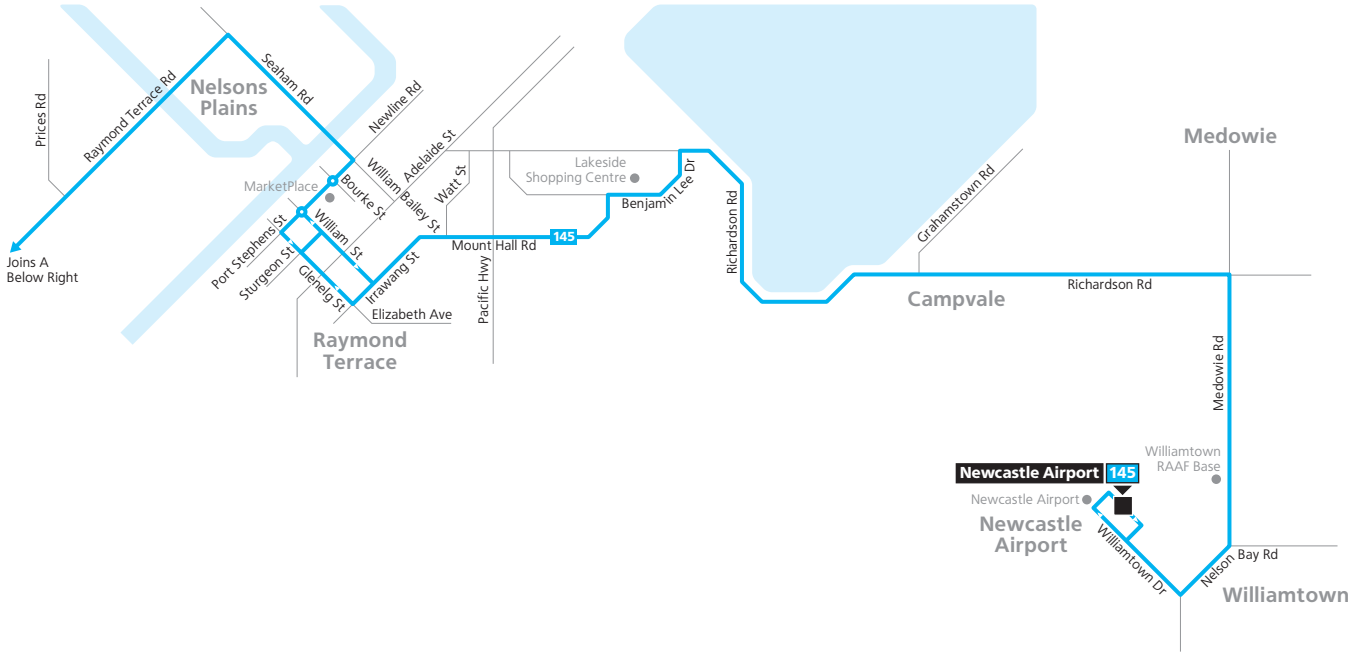 Prices Rd
Raymond Terrace Rd
Nelsons
Plains
Seaham Rd
Newline Rd
Adelaide St
William Bailey St
Watt St
MarketPlace
Bourke St
Port Stephens St
William St
Sturgeon St
Glenelg St
Irrawang St
Elizabeth Ave
Raymond
Terrace
Joins A
Below Right
Mount Hall Rd
145
Pacific Hwy
Lakeside
Shopping Centre
Benjamin Lee Dr
Richardson Rd
Grahamstown Rd
Medowie
Campvale
Richardson Rd
Medowie Rd
Williamtown
RAAF Base
Newcastle Airport 145
Newcastle Airport
Newcastle
Airport
Williamtown Dr
Nelson Bay Rd
Williamtown